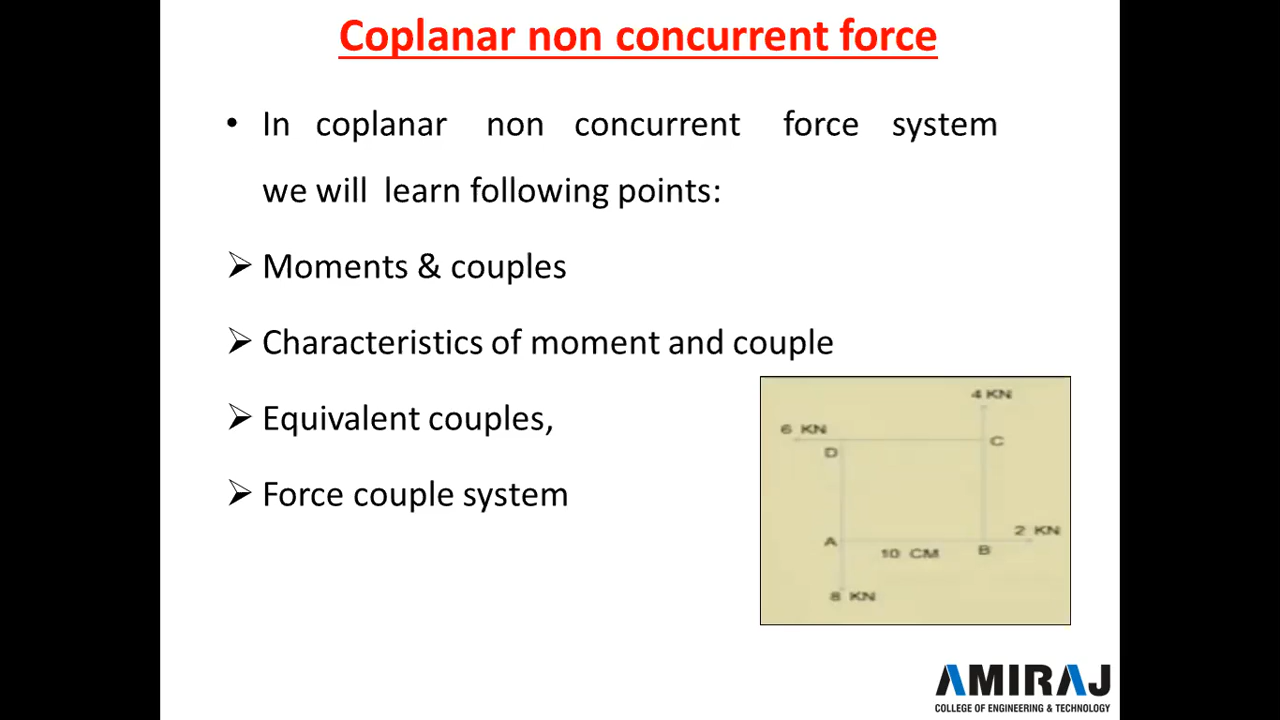 Coplanar non concurrent force
• In coplanar non concurrent force system
we will learn following points:
➢ Moments & couples
➢ Characteristics of moment and couple
➢ Equivalent couples,
➢ Force couple system
4 KN
6 KN
D
C
A
10 CM
B
2 KN
8 KN
AMIRAJ
COLLEGE OF ENGINEERING & TECHNOLOGY